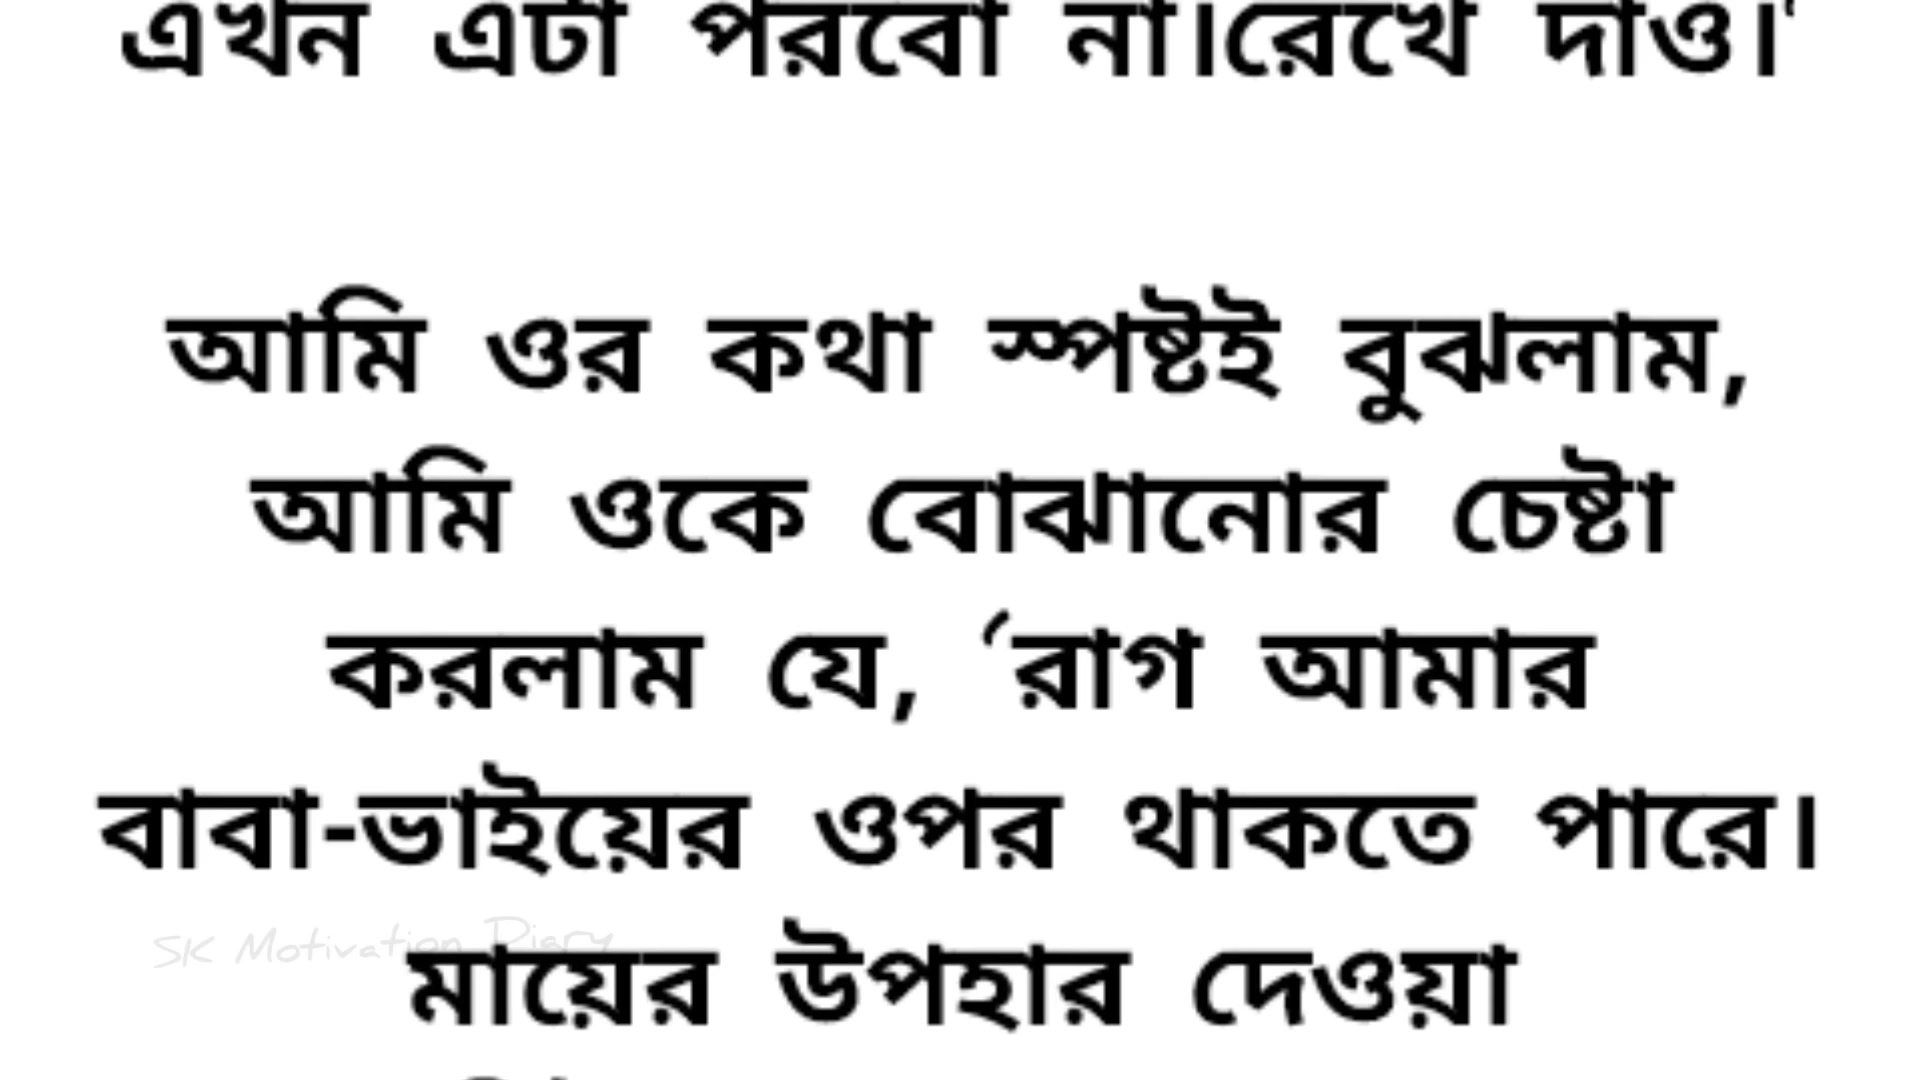 এখন এটা পরবো না।রেখে দাও।'
আমি ওর কথা স্পষ্টই বুঝলাম,
আমি ওকে বোঝানোর চেষ্টা
করলাম যে, ‘রাগ আমার
বাবা-ভাইয়ের ওপর থাকতে পারে।
SK Motivation Diary
মায়ের উপহার দেওয়া